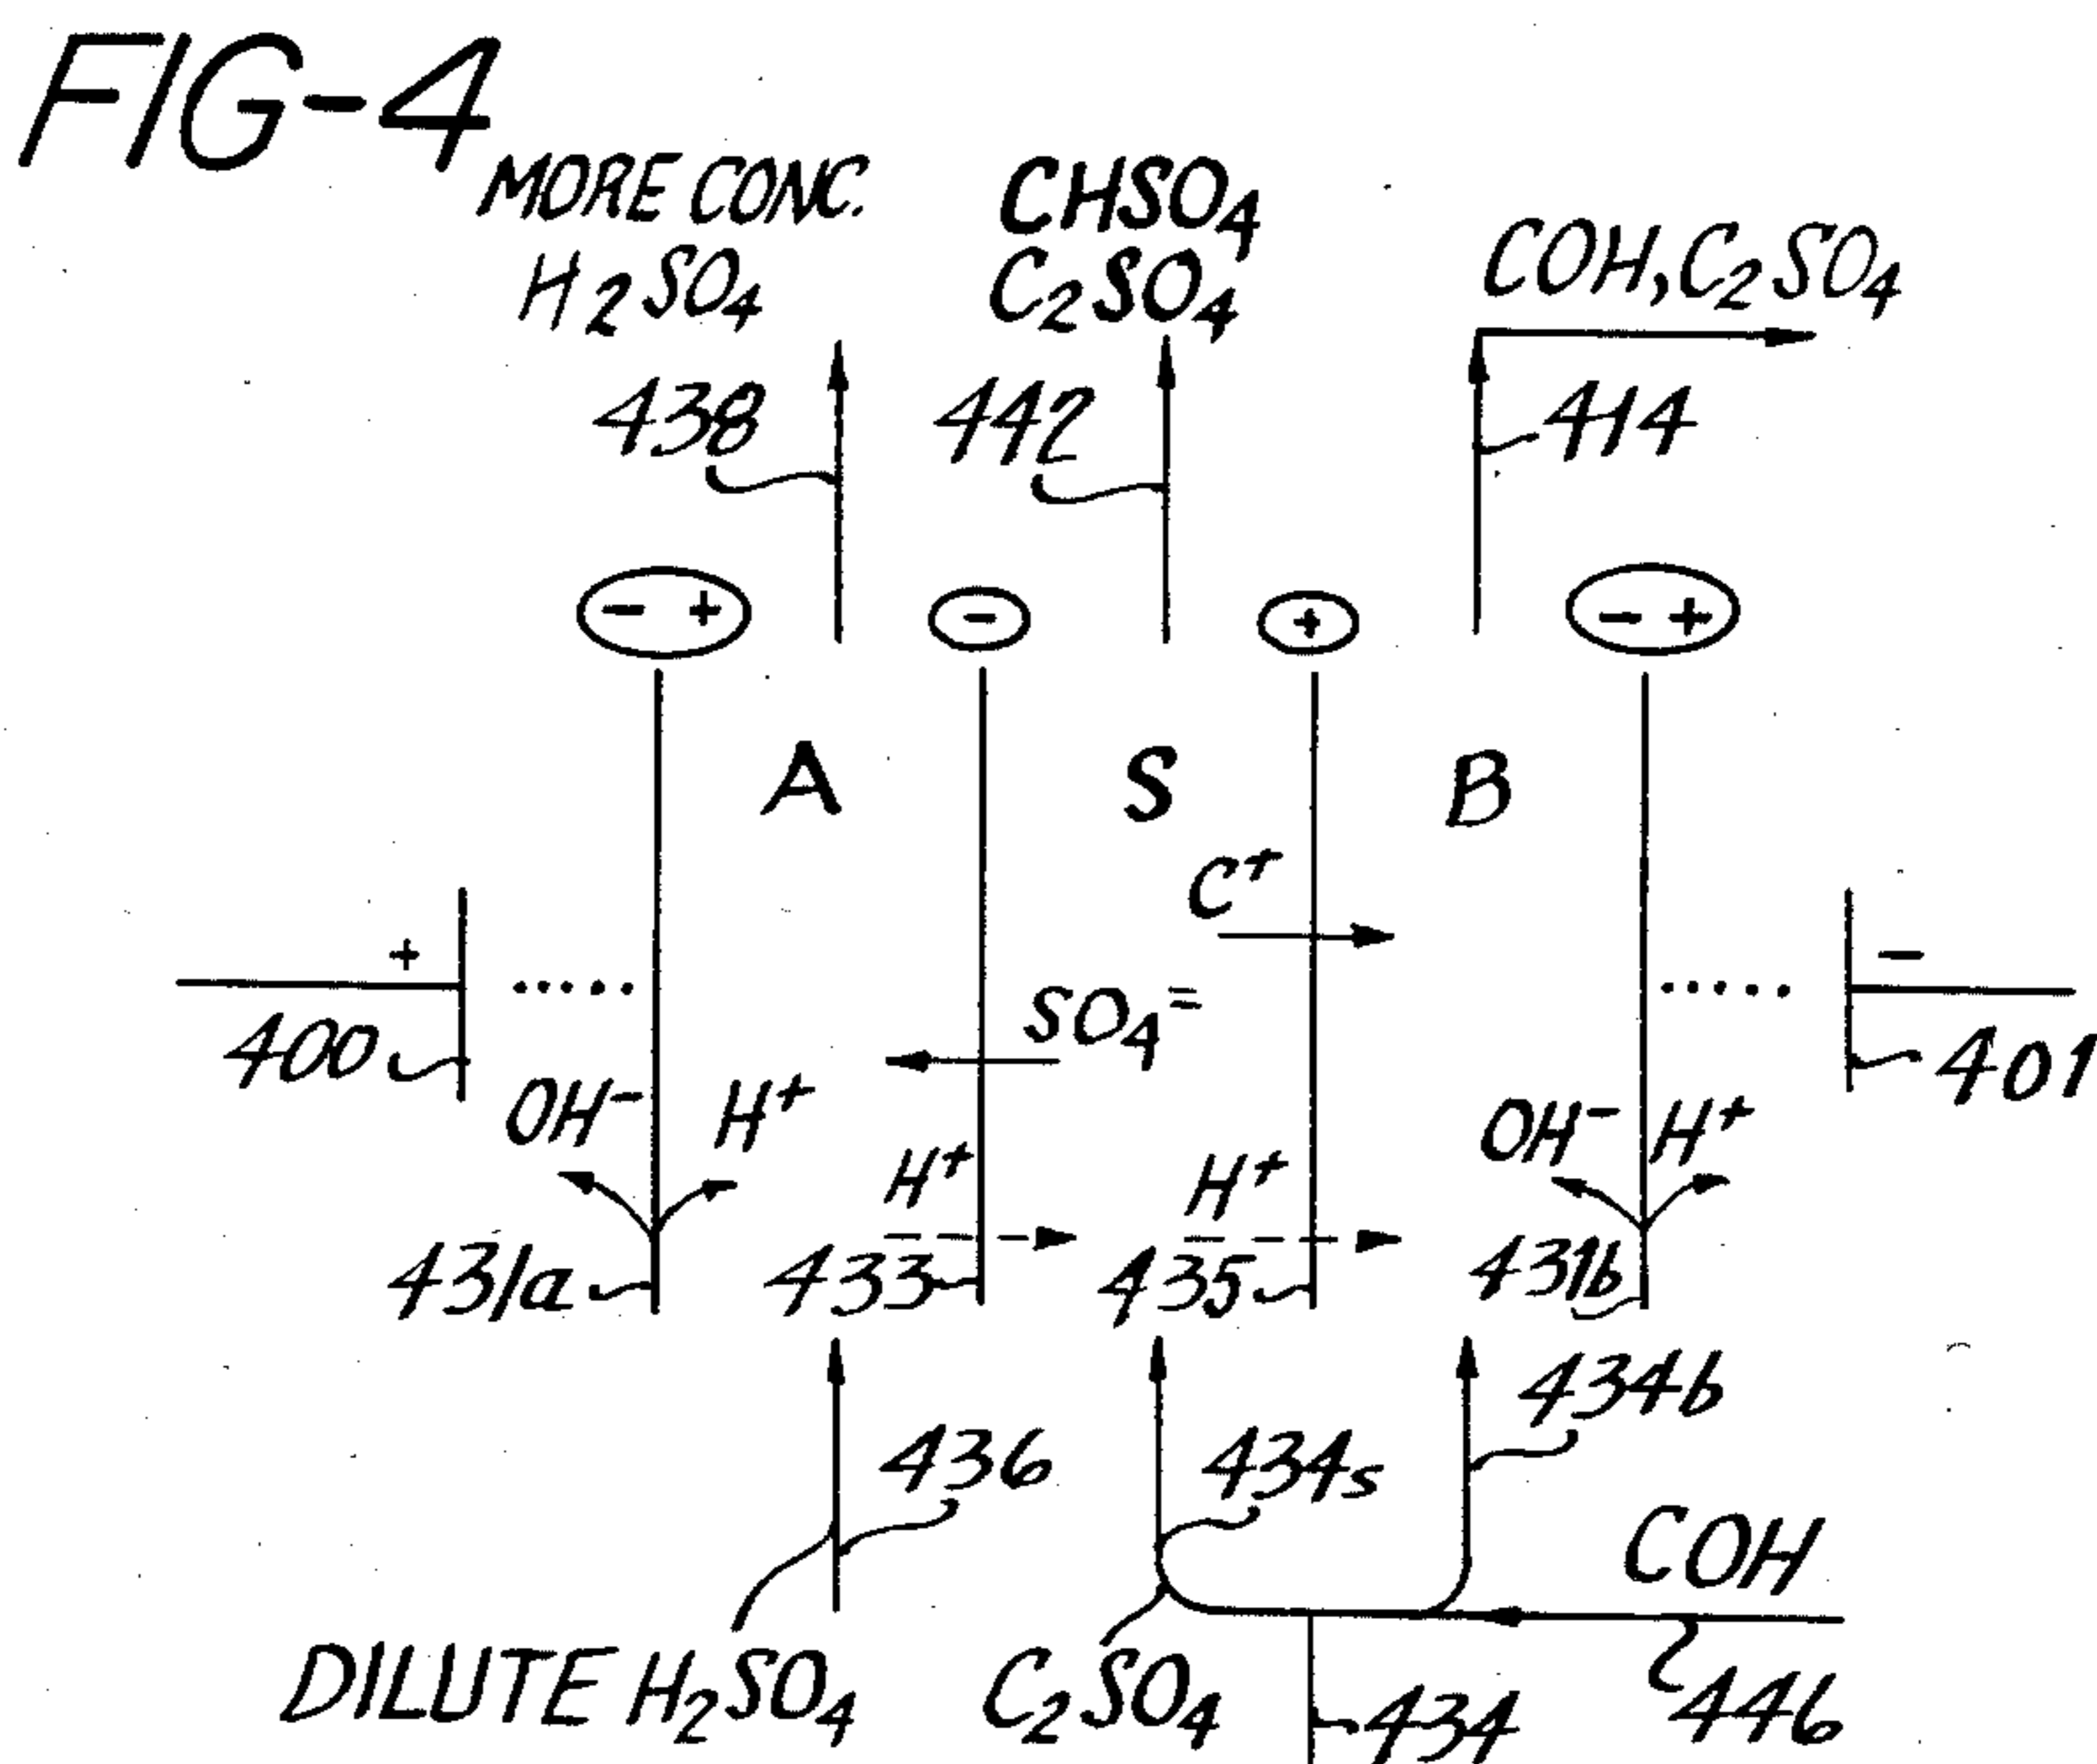 FIG-4
MORE CONC.
H₂SO₄
CHSO₄
C₂SO₄
COH, C₂SO₄
438
442
414
- +
-
+
- +
A
S
B
C⁺
+
-
SO₄⁼
400
401
OH⁻ H⁺
H⁺
H⁺
OH⁻ H⁺
431a
433
435
431b
434b
436
434s
COH
DILUTE H₂SO₄
C₂SO₄
434
446